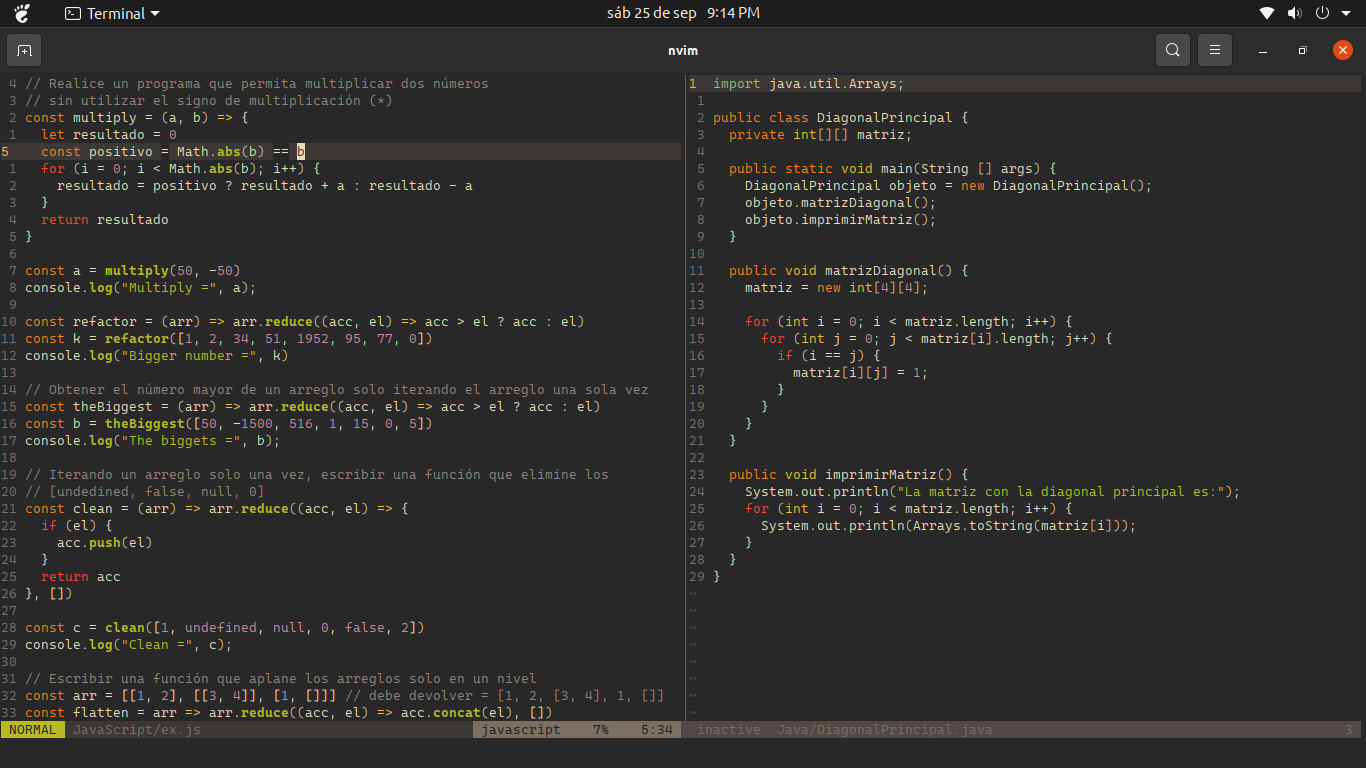 Terminal
sáb 25 de sep 9:14 PM
nvim
4 // Realice un programa que permita multiplicar dos números
3 // sin utilizar el signo de multiplicación (*)
2 const multiply = (a, b) => {
1   let resultado = 0
5   const positivo = Math.abs(b) == b
1   for (i = 0; i < Math.abs(b); i++) {
2     resultado = positivo ? resultado + a : resultado - a
3   }
4   return resultado
5 }
6
7 const a = multiply(50, -50)
8 console.log("Multiply =", a);
9
10 const refactor = (arr) => arr.reduce((acc, el) => acc > el ? acc : el)
11 const k = refactor([1, 2, 34, 51, 1952, 95, 77, 0])
12 console.log("Bigger number =", k)
13
14 // Obtener el número mayor de un arreglo solo iterando el arreglo una sola vez
15 const theBiggest = (arr) => arr.reduce((acc, el) => acc > el ? acc : el)
16 const b = theBiggest([50, -1500, 516, 1, 15, 0, 5])
17 console.log("The biggets =", b);
18
19 // Iterando un arreglo solo una vez, escribir una función que elimine los
20 // [undedined, false, null, 0]
21 const clean = (arr) => arr.reduce((acc, el) => {
22   if (el) {
23     acc.push(el)
24   }
25   return acc
26 }, [])
27
28 const c = clean([1, undefined, null, 0, false, 2])
29 console.log("Clean =", c);
30
31 // Escribir una función que aplane los arreglos solo en un nivel
32 const arr = [[1, 2], [[3, 4]], [1, []]] // debe devolver = [1, 2, [3, 4], 1, []]
33 const flatten = arr => arr.reduce((acc, el) => acc.concat(el), [])
NORMAL JavaScript/ex.js javascript 7% 5:34
1 import java.util.Arrays;
1
2 public class DiagonalPrincipal {
3   private int[][] matriz;
4
5   public static void main(String [] args) {
6     DiagonalPrincipal objeto = new DiagonalPrincipal();
7     objeto.matrizDiagonal();
8     objeto.imprimirMatriz();
9   }
10
11   public void matrizDiagonal() {
12     matriz = new int[4][4];
13
14     for (int i = 0; i < matriz.length; i++) {
15       for (int j = 0; j < matriz[i].length; j++) {
16         if (i == j) {
17           matriz[i][j] = 1;
18         }
19       }
20     }
21   }
22
23   public void imprimirMatriz() {
24     System.out.println("La matriz con la diagonal principal es:");
25     for (int i = 0; i < matriz.length; i++) {
26       System.out.println(Arrays.toString(matriz[i]));
27     }
28   }
29 }
~
~
~
~
~
~
~
~
inactive Java/DiagonalPrincipal.java 3